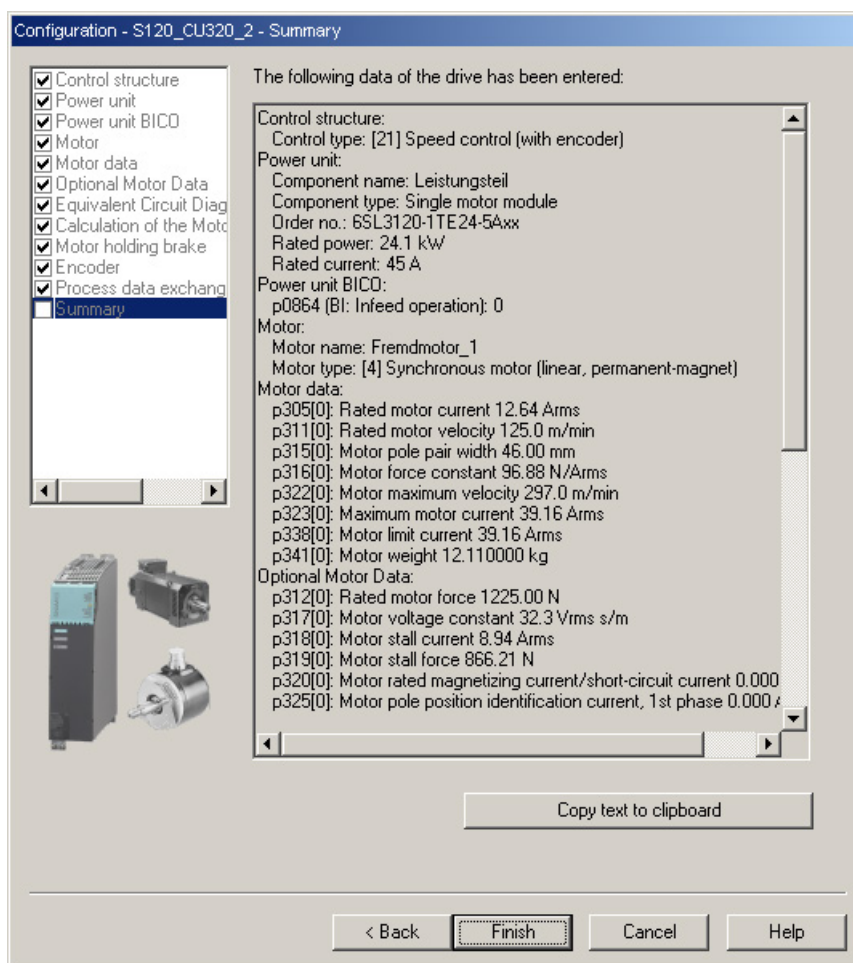 Configuration - S120_CU320_2 - Summary
Control structure
Power unit
Power unit BICO
Motor
Motor data
Optional Motor Data
Equivalent Circuit Diag
Calculation of the Moto
Motor holding brake
Encoder
Process data exchang
Summary
The following data of the drive has been entered:
Control structure:
Control type: [21] Speed control (with encoder)
Power unit:
Component name: Leistungsteil
Component type: Single motor module
Order no.: 6SL3120-1TE24-5Axx
Rated power: 24.1 kW
Rated current: 45 A
Power unit BICO:
p0864 (BI: Infeed operation): 0
Motor:
Motor name: Fremdmotor_1
Motor type: [4] Synchronous motor (linear, permanent-magnet)
Motor data:
p305[0]: Rated motor current 12.64 Arms
p311[0]: Rated motor velocity 125.0 m/min
p315[0]: Motor pole pair width 46.00 mm
p316[0]: Motor force constant 96.88 N/Arms
p322[0]: Motor maximum velocity 297.0 m/min
p323[0]: Maximum motor current 39.16 Arms
p338[0]: Motor limit current 39.16 Arms
p341[0]: Motor weight 12.110000 kg
Optional Motor Data:
p312[0]: Rated motor force 1225.00 N
p317[0]: Motor voltage constant 32.3 Vrms s/m
p318[0]: Motor stall current 8.94 Arms
p319[0]: Motor stall force 866.21 N
p320[0]: Motor rated magnetizing current/short-circuit current 0.000
p325[0]: Motor pole position identification current, 1st phase 0.000
Copy text to clipboard
< Back
Finish
Cancel
Help